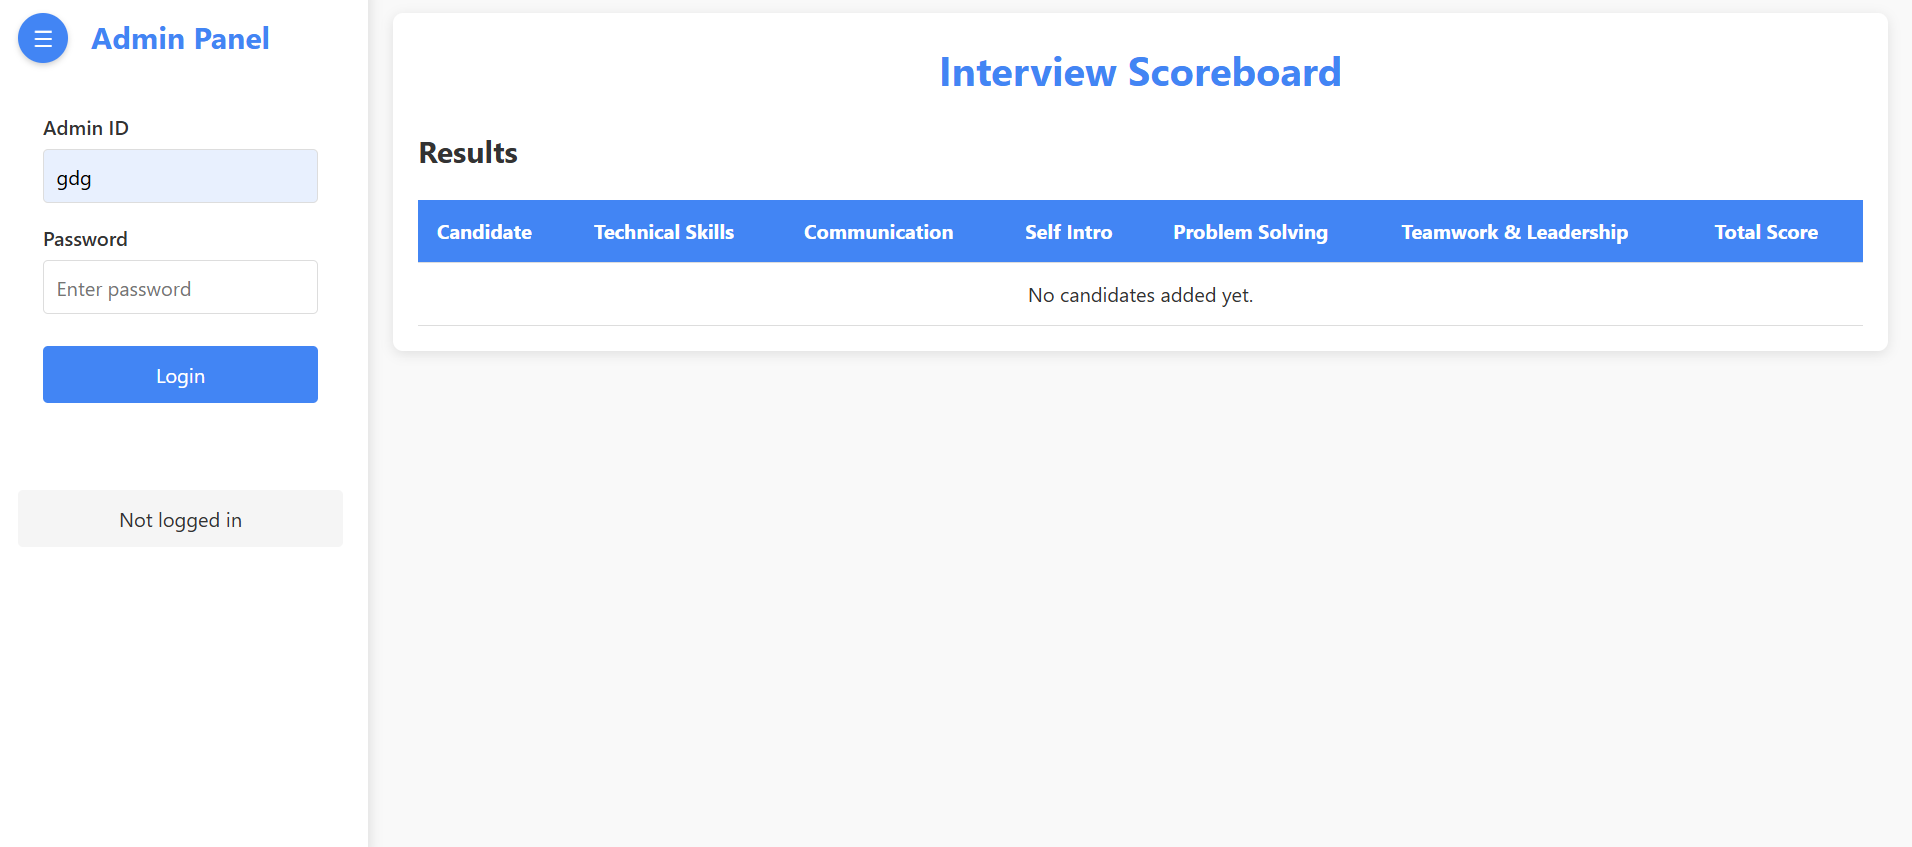 ☰ Admin Panel
Admin ID
gdg
Password
Enter password
Login
Not logged in
Interview Scoreboard
Results
Candidate Technical Skills Communication Self Intro Problem Solving Teamwork & Leadership Total Score
No candidates added yet.